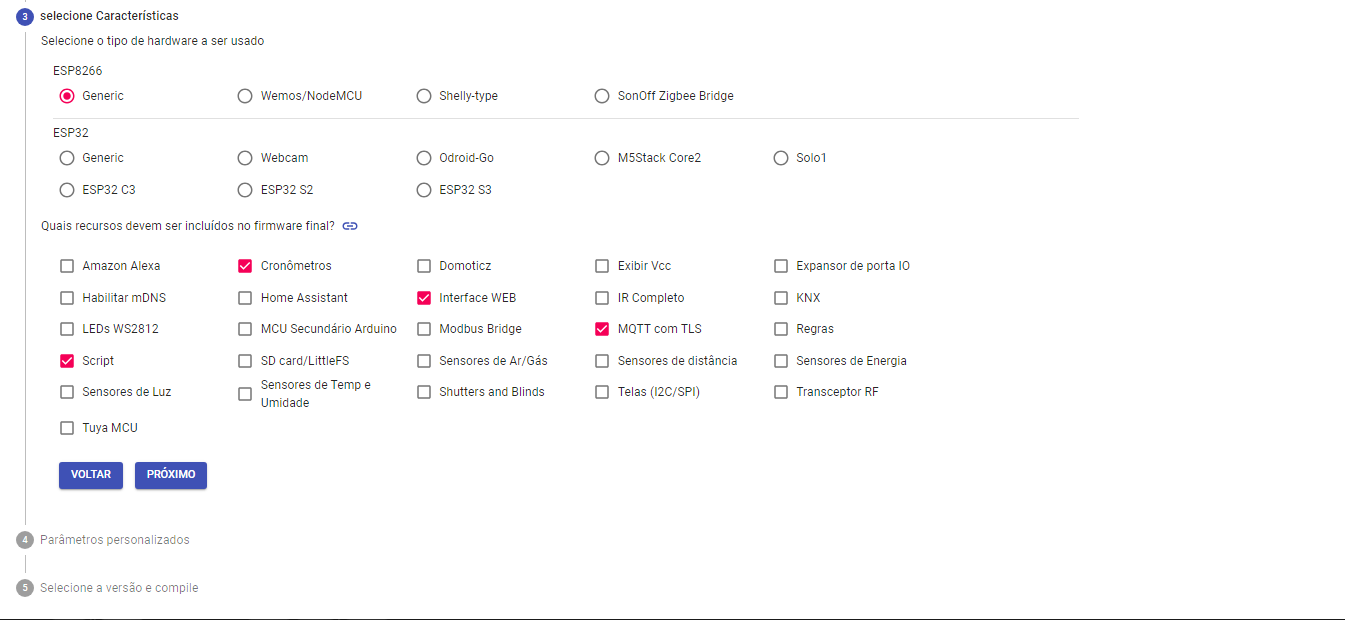 3 selecione Características
Selecione o tipo de hardware a ser usado
ESP8266
Generic Wemos/NodeMCU Shelly-type SonOff Zigbee Bridge
ESP32
Generic Webcam Odroid-Go M5Stack Core2 Solo1
ESP32 C3 ESP32 S2 ESP32 S3
Quais recursos devem ser incluídos no firmware final?
Amazon Alexa Cronômetros Domoticz Exibir Vcc Expansor de porta IO
Habilitar mDNS Home Assistant Interface WEB IR Completo KNX
LEDs WS2812 MCU Secundário Arduino Modbus Bridge MQTT com TLS Regras
Script SD card/LittleFS Sensores de Ar/Gás Sensores de distância Sensores de Energia
Sensores de Luz Sensores de Temp e Umidade Shutters and Blinds Telas (I2C/SPI) Transceptor RF
Tuya MCU
VOLTAR PRÓXIMO
4 Parâmetros personalizados
5 Selecione a versão e compile